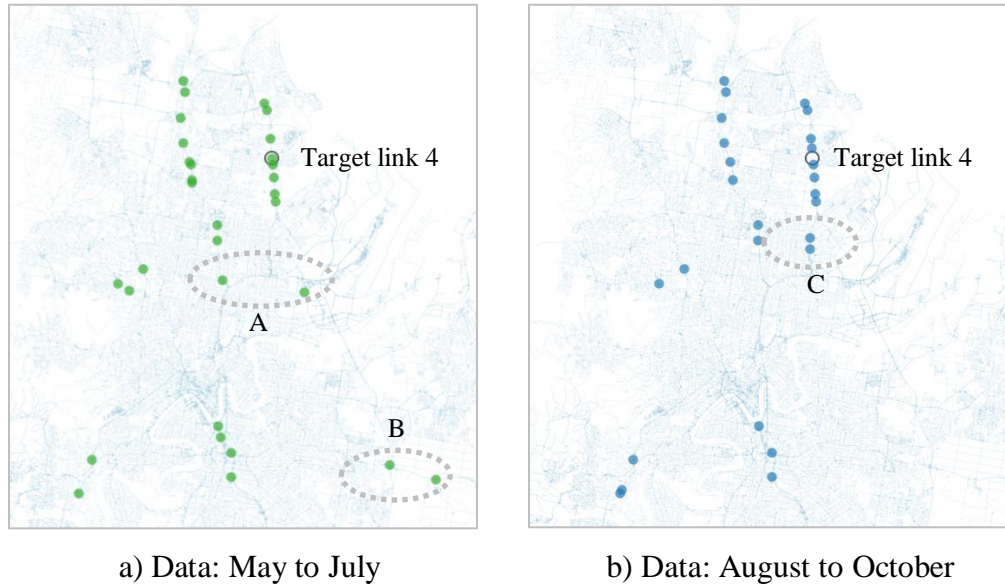 Target link 4
A
B
a) Data: May to July
Target link 4
C
b) Data: August to October